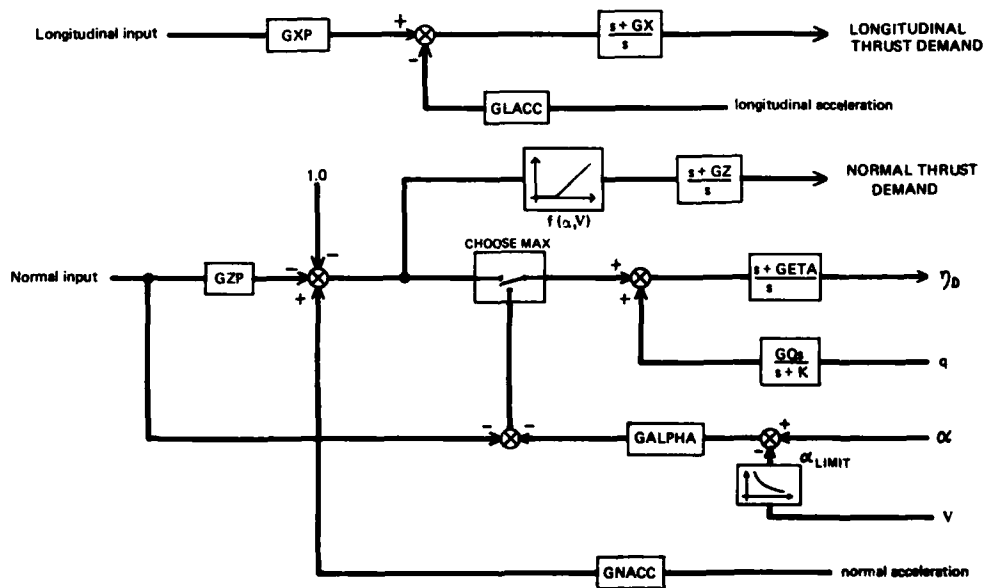 Longitudinal input
GXP
+
-
s + GX
s
LONGITUDINAL
THRUST DEMAND
GLACC
longitudinal acceleration
1.0
f (α,V)
s + GZ
s
NORMAL THRUST
DEMAND
CHOOSE MAX
Normal input
GZP
-
-
+
+
+
s + GETA
s
ηD
GQs
s + K
q
-
-
GALPHA
+
-
α
αLIMIT
V
GNACC
normal acceleration